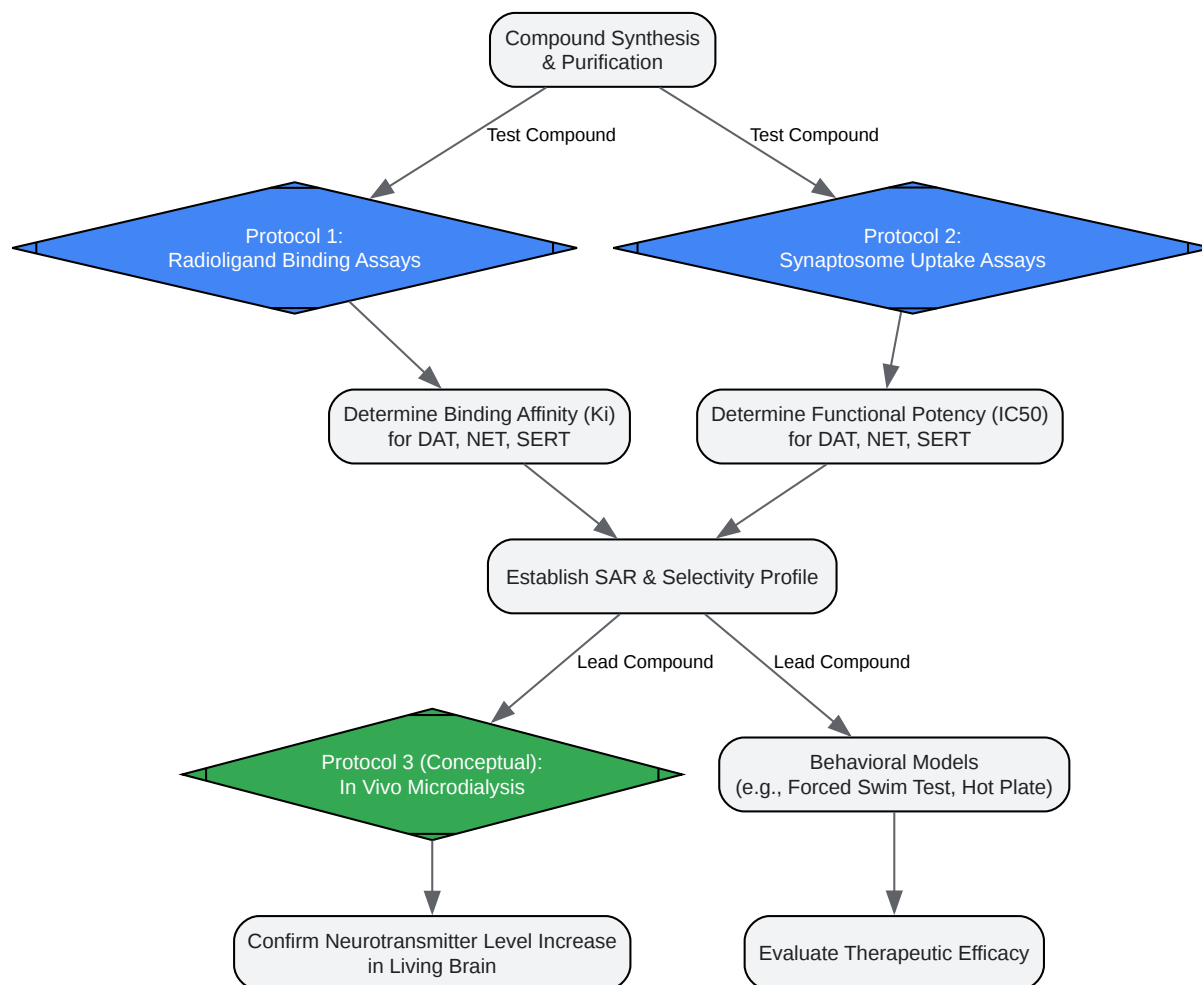 Compound Synthesis
& Purification
Test Compound
Test Compound
Protocol 1:
Radioligand Binding Assays
Protocol 2:
Synaptosome Uptake Assays
Determine Binding Affinity (Ki)
for DAT, NET, SERT
Determine Functional Potency (IC50)
for DAT, NET, SERT
Establish SAR & Selectivity Profile
Lead Compound
Lead Compound
Protocol 3 (Conceptual):
In Vivo Microdialysis
Behavioral Models
(e.g., Forced Swim Test, Hot Plate)
Confirm Neurotransmitter Level Increase
in Living Brain
Evaluate Therapeutic Efficacy